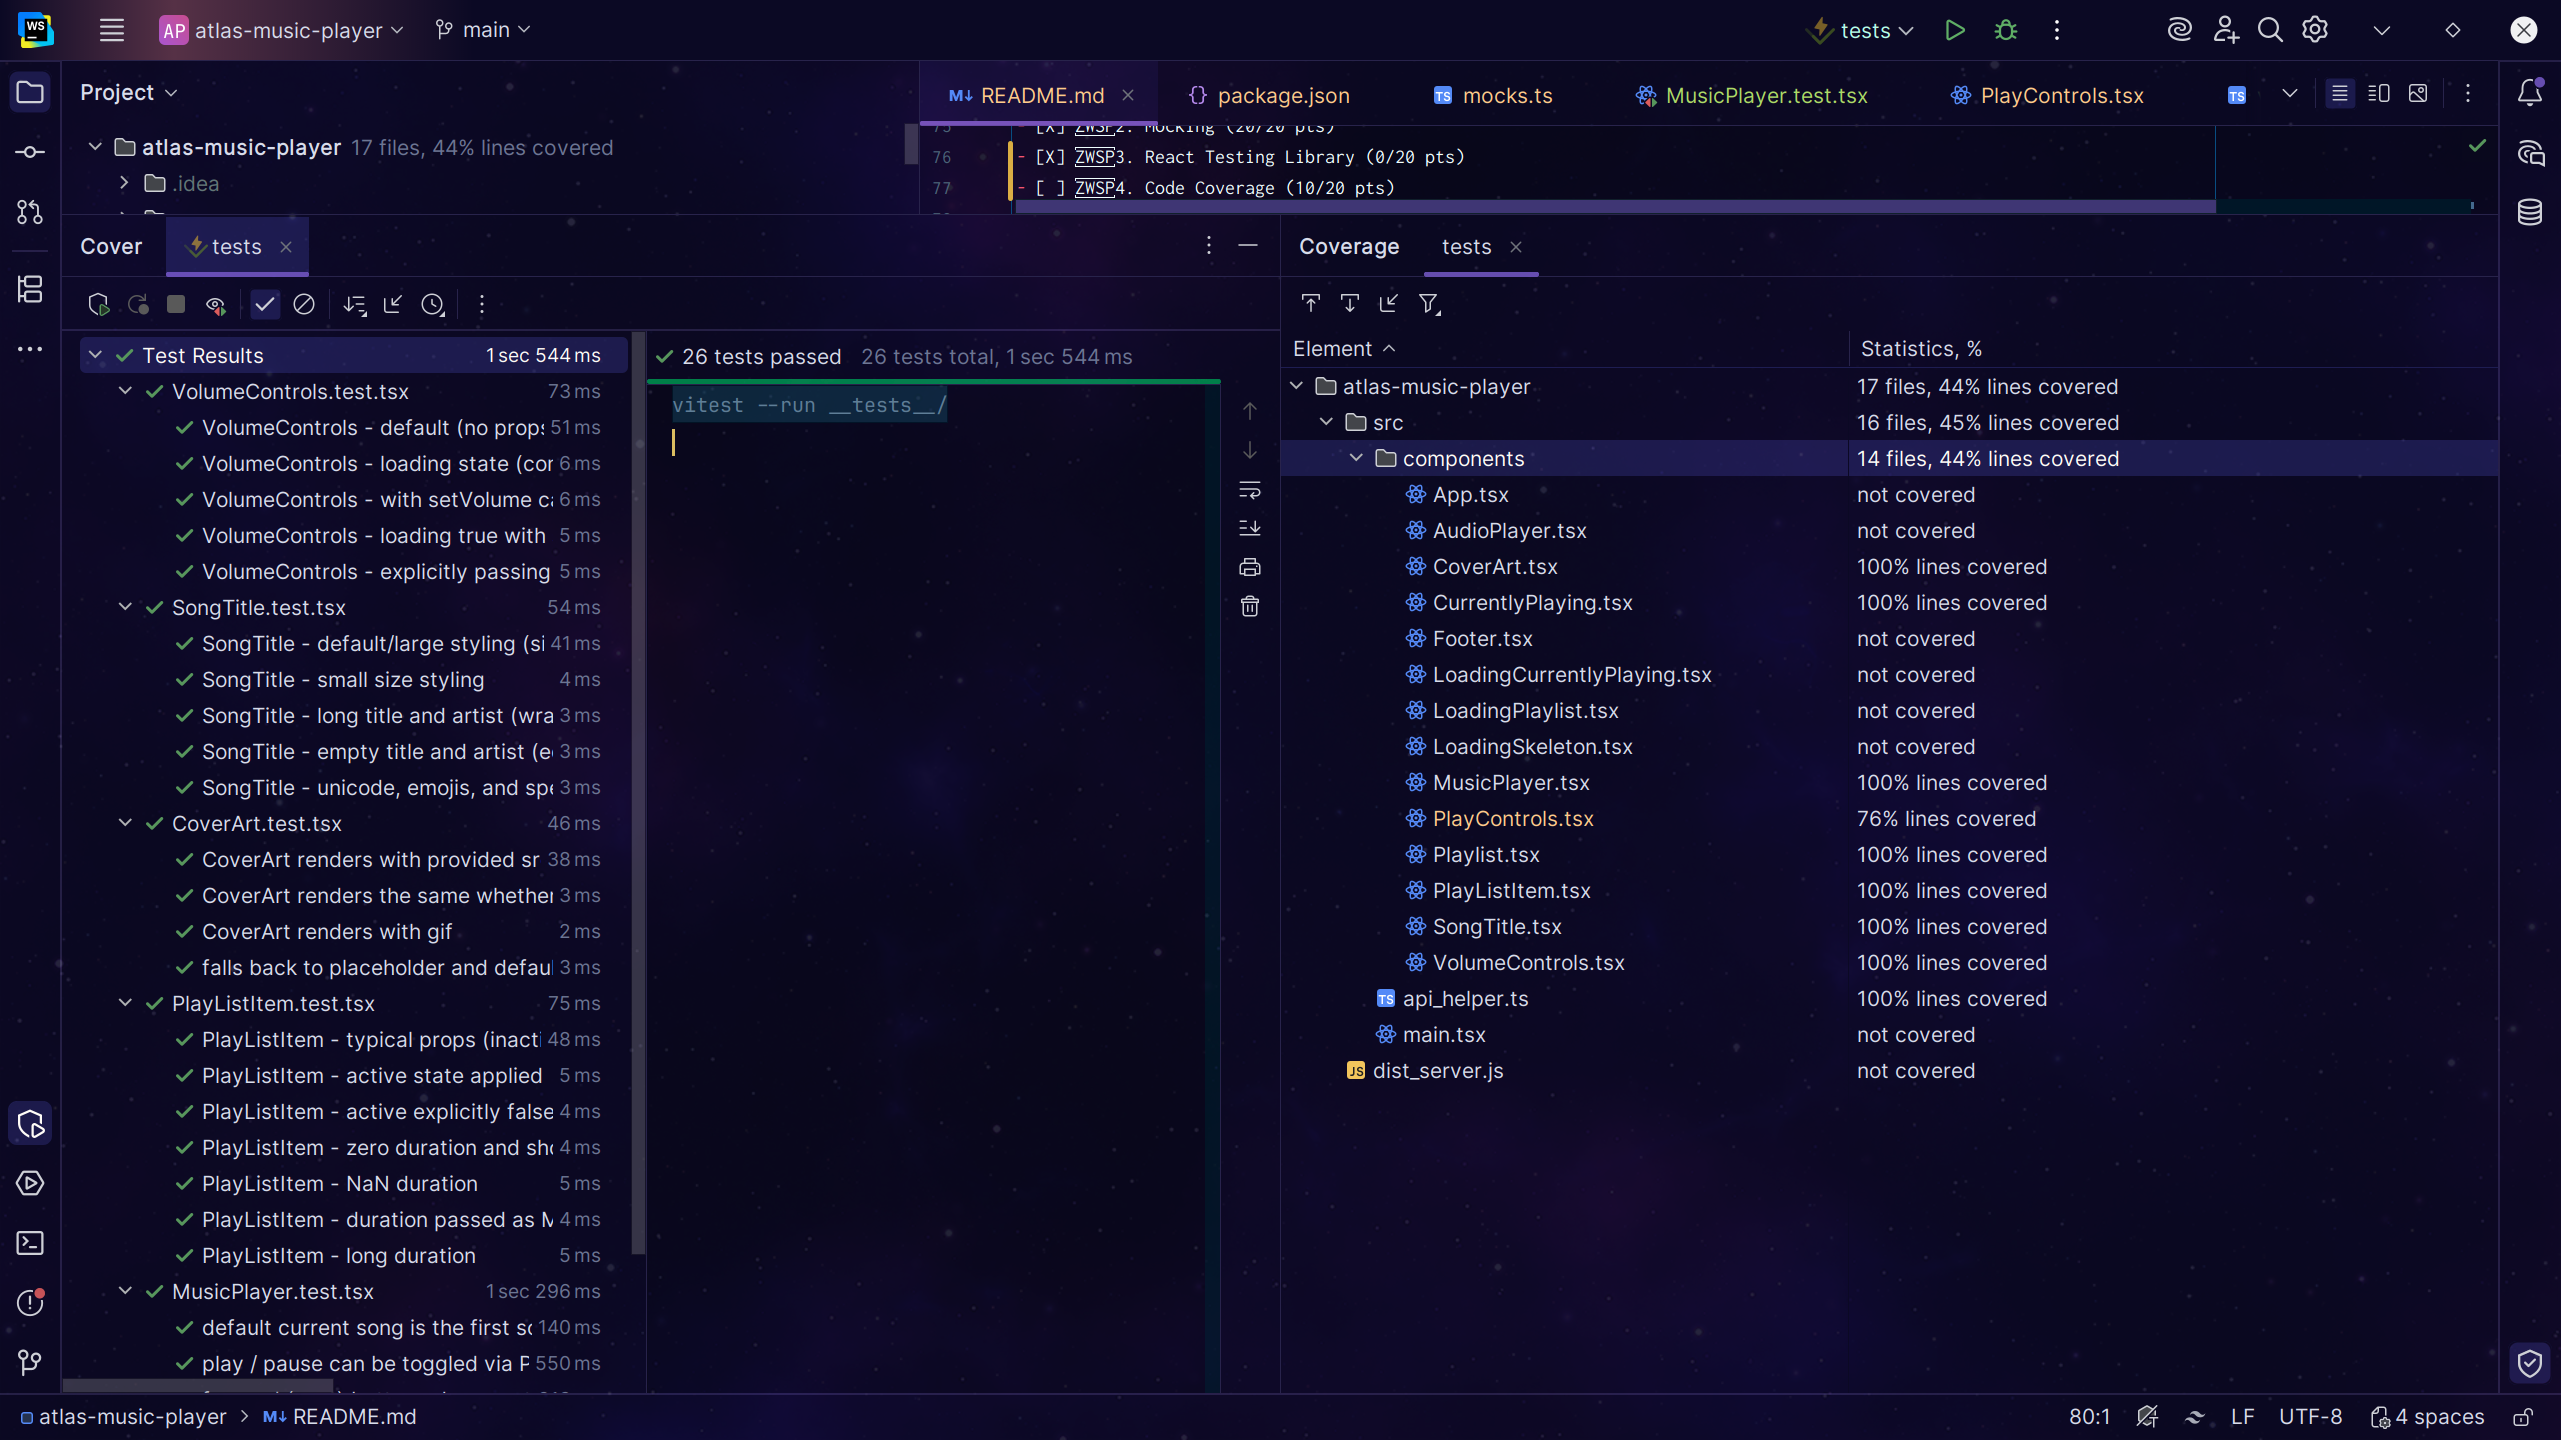 WS
AP atlas-music-player
main
tests
Project
README.md
package.json
TS mocks.ts
MusicPlayer.test.tsx
PlayControls.tsx
TS
atlas-music-player 17 files, 44% lines covered
.idea
75 - [X] ZWSP2. Mocking (20/20 pts)
76 - [X] ZWSP3. React Testing Library (0/20 pts)
77 - [ ] ZWSP4. Code Coverage (10/20 pts)
Cover
tests
Coverage
tests
Test Results 1 sec 544 ms
VolumeControls.test.tsx 73 ms
VolumeControls - default (no props 51 ms
VolumeControls - loading state (cor 6 ms
VolumeControls - with setVolume ca 6 ms
VolumeControls - loading true with 5 ms
VolumeControls - explicitly passing 5 ms
SongTitle.test.tsx 54 ms
SongTitle - default/large styling (si 41 ms
SongTitle - small size styling 4 ms
SongTitle - long title and artist (wra 3 ms
SongTitle - empty title and artist (e 3 ms
SongTitle - unicode, emojis, and spe 3 ms
CoverArt.test.tsx 46 ms
CoverArt renders with provided sr 38 ms
CoverArt renders the same whether 3 ms
CoverArt renders with gif 2 ms
falls back to placeholder and defau 3 ms
PlayListItem.test.tsx 75 ms
PlayListItem - typical props (inacti 48 ms
PlayListItem - active state applied 5 ms
PlayListItem - active explicitly false 4 ms
PlayListItem - zero duration and sho 4 ms
PlayListItem - NaN duration 5 ms
PlayListItem - duration passed as M 4 ms
PlayListItem - long duration 5 ms
MusicPlayer.test.tsx 1 sec 296 ms
default current song is the first so 140 ms
play / pause can be toggled via P 550 ms
26 tests passed 26 tests total, 1 sec 544 ms
vitest --run __tests__/
Element Statistics, %
atlas-music-player 17 files, 44% lines covered
src 16 files, 45% lines covered
components 14 files, 44% lines covered
App.tsx not covered
AudioPlayer.tsx not covered
CoverArt.tsx 100% lines covered
CurrentlyPlaying.tsx 100% lines covered
Footer.tsx not covered
LoadingCurrentlyPlaying.tsx not covered
LoadingPlaylist.tsx not covered
LoadingSkeleton.tsx not covered
MusicPlayer.tsx 100% lines covered
PlayControls.tsx 76% lines covered
Playlist.tsx 100% lines covered
PlayListItem.tsx 100% lines covered
SongTitle.tsx 100% lines covered
VolumeControls.tsx 100% lines covered
TS api_helper.ts 100% lines covered
main.tsx not covered
JS dist_server.js not covered
atlas-music-player > README.md
80:1 LF UTF-8 4 spaces